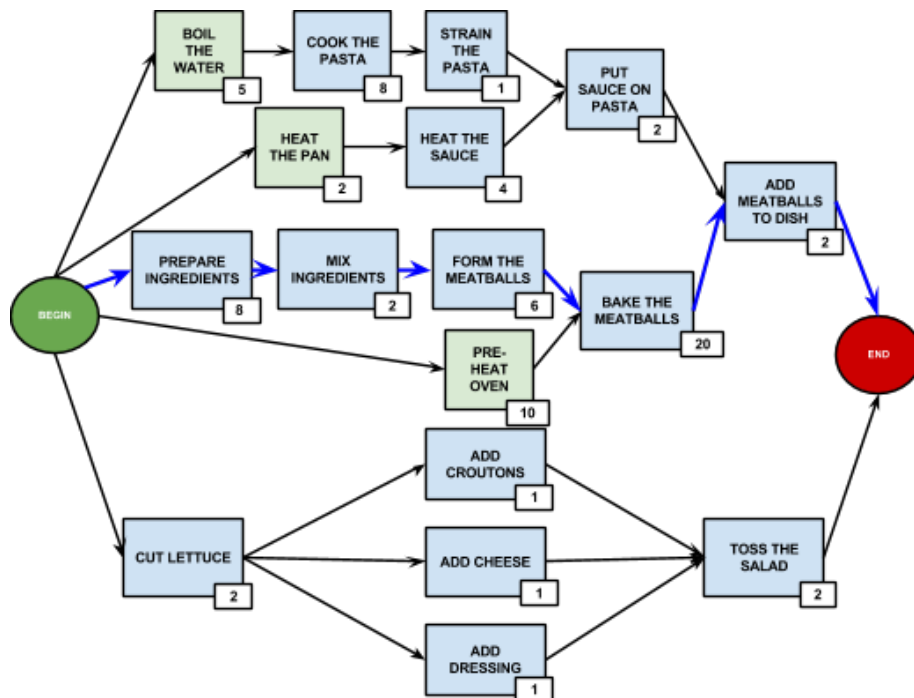 BOIL
THE
WATER
5
COOK THE
PASTA
8
STRAIN
THE
PASTA
1
PUT
SAUCE ON
PASTA
2
HEAT
THE PAN
2
HEAT THE
SAUCE
4
ADD
MEATBALLS
TO DISH
2
PREPARE
INGREDIENTS
8
MIX
INGREDIENTS
2
FORM THE
MEATBALLS
6
BAKE THE
MEATBALLS
20
BEGIN
PRE-
HEAT
OVEN
10
END
ADD
CROUTONS
1
CUT LETTUCE
2
ADD CHEESE
1
TOSS THE
SALAD
2
ADD
DRESSING
1